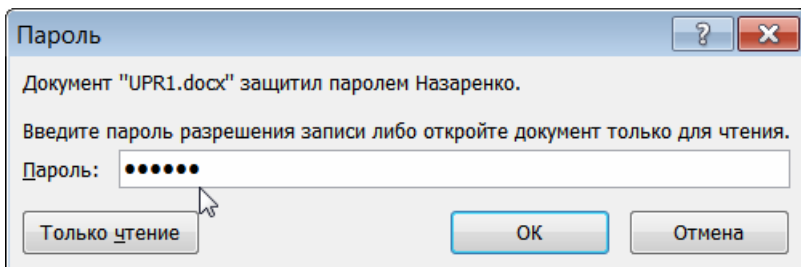 Пароль
Документ "UPR1.docx" защитил паролем Назаренко.
Введите пароль разрешения записи либо откройте документ только для чтения.
Пароль: ••••••
Только чтение ОК Отмена